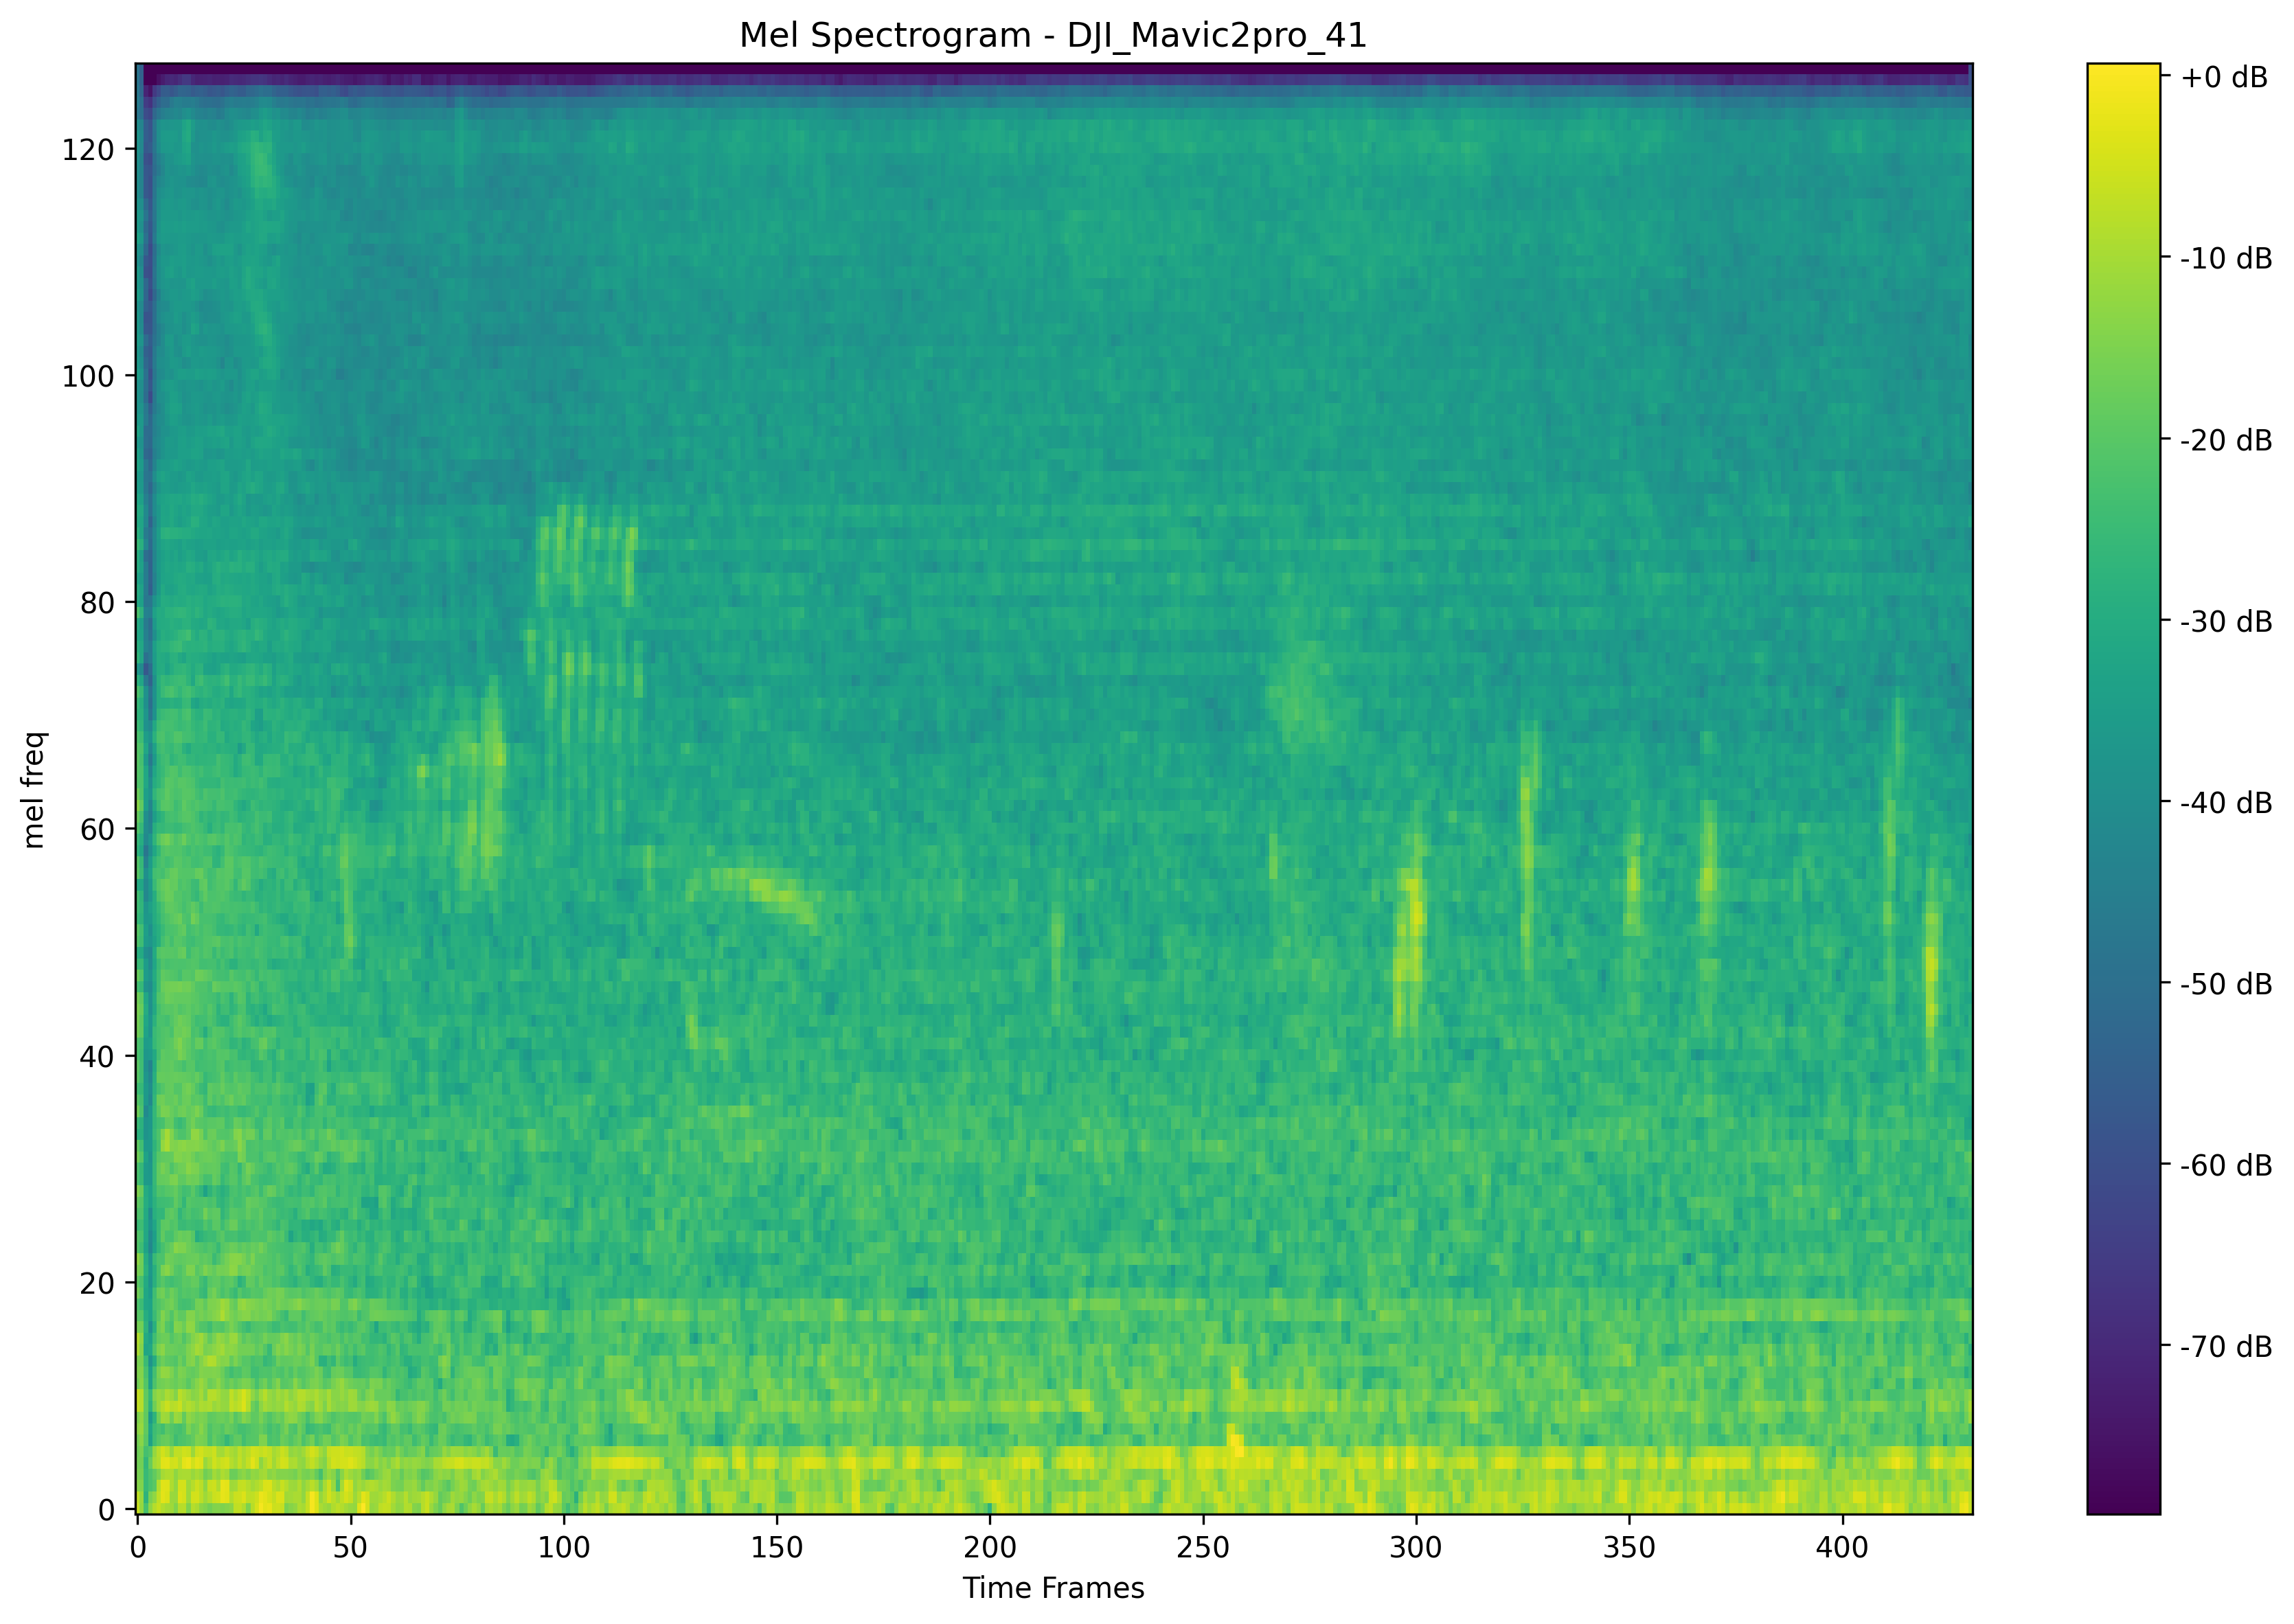 Mel Spectrogram - DJI_Mavic2pro_41
mel freq
120
100
80
60
40
20
0
0 50 100 150 200 250 300 350 400
Time Frames
+0 dB
-10 dB
-20 dB
-30 dB
-40 dB
-50 dB
-60 dB
-70 dB